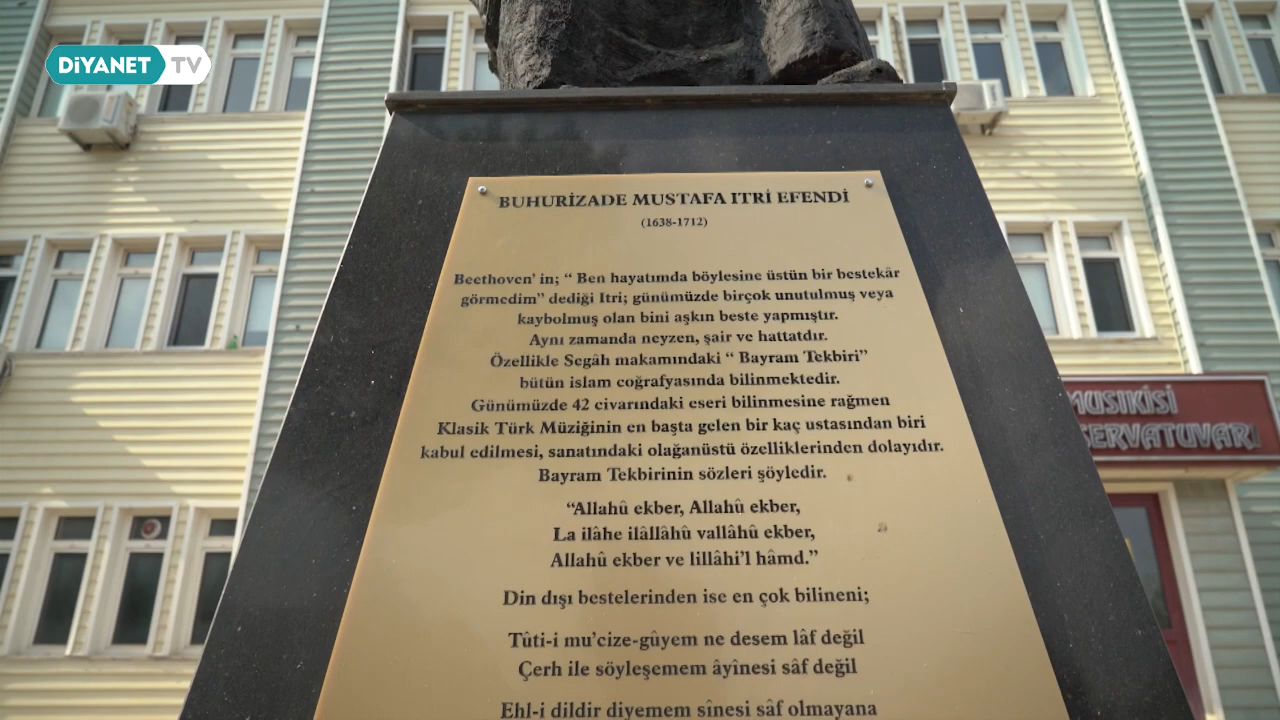 DİYANET TV
BUHURİZADE MUSTAFA ITRİ EFENDİ
(1638-1712)
Beethoven' in; “ Ben hayatımda böylesine üstün bir bestekâr
görmedim” dediği Itri; günümüzde birçok unutulmuş veya
kaybolmuş olan bini aşkın beste yapmıştır.
Aynı zamanda neyzen, şair ve hattatdır.
Özellikle Segâh makamındaki “ Bayram Tekbiri”
bütün islam coğrafyasında bilinmektedir.
Günümüzde 42 civarındaki eseri bilinmesine rağmen
Klasik Türk Müziğinin en başta gelen bir kaç ustasından biri
kabul edilmesi, sanatındaki olağanüstü özelliklerinden dolayıdır.
Bayram Tekbirinin sözleri şöyledir.
“Allahû ekber, Allahû ekber,
La ilâhe ilâllâhû vallâhû ekber,
Allahû ekber ve lillâhi’l hâmd.”
Din dışı bestelerinden ise en çok bilineni;
Tûti-i mu’cize-gûyem ne desem lâf değil
Çerh ile söyleşemem âyînesi sâf değil
Ehl-i dildir diyemem sînesi sâf olmayana
MUSIKİSİ
SERVATUVARI